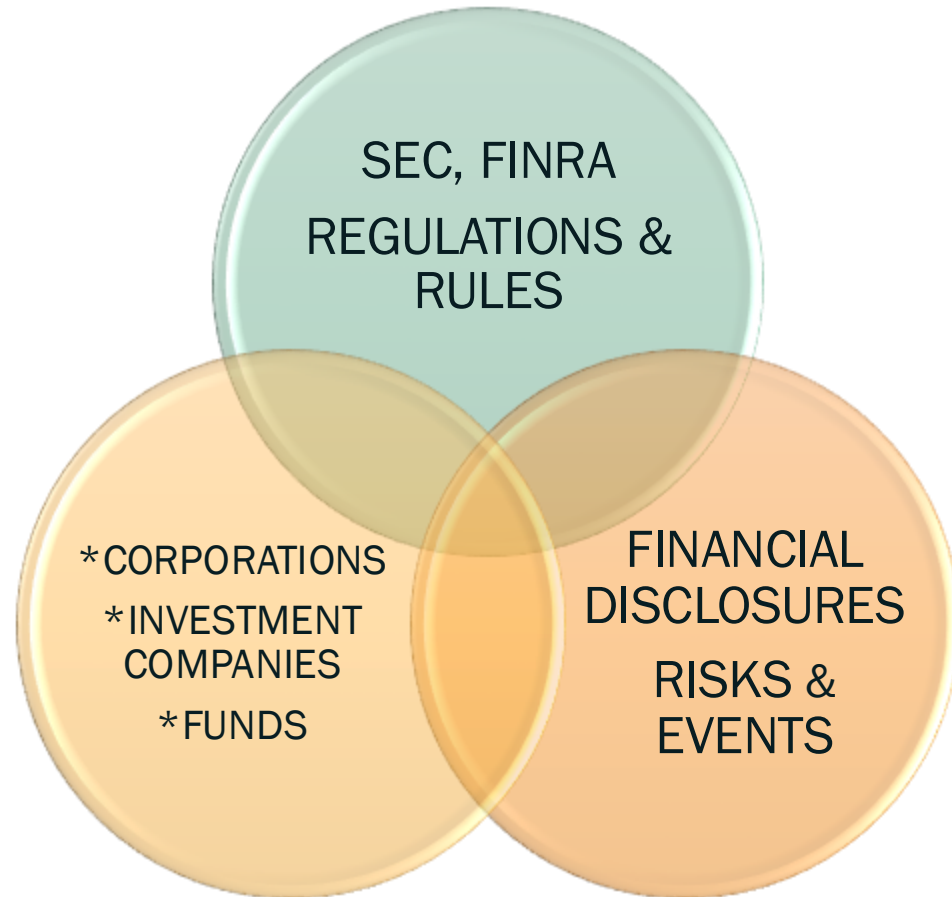 SEC, FINRA
REGULATIONS &
RULES
*CORPORATIONS
*INVESTMENT
COMPANIES
*FUNDS
FINANCIAL
DISCLOSURES
RISKS &
EVENTS